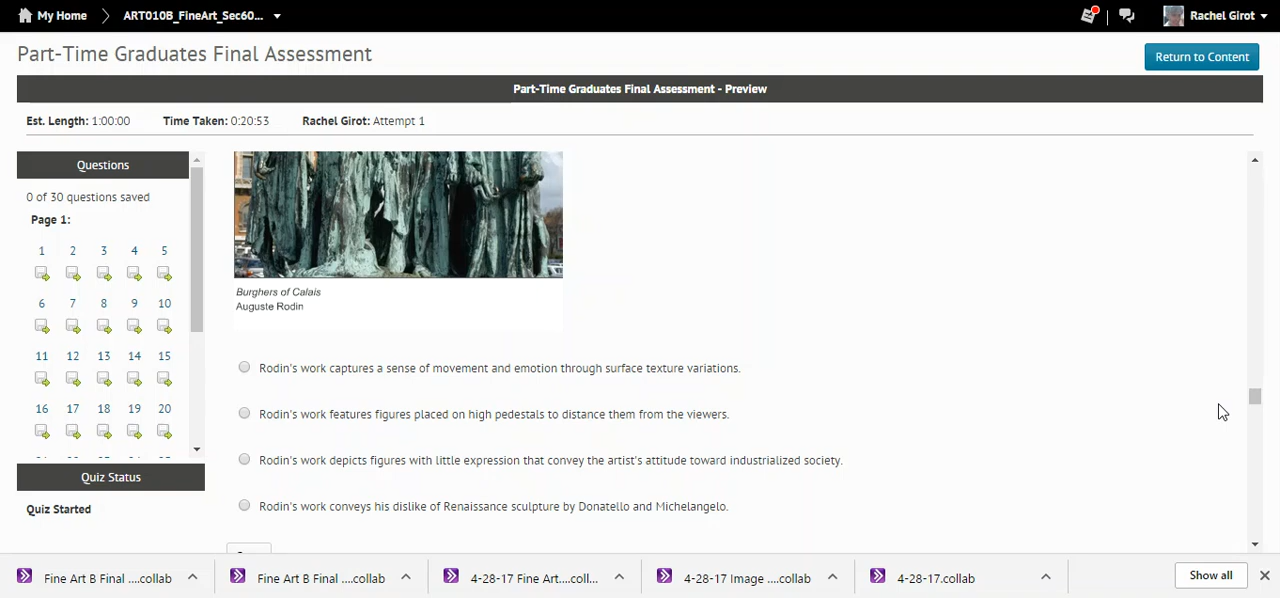 My Home ART010B_FineArt_Sec60... Rachel Girot
Part-Time Graduates Final Assessment
Return to Content
Part-Time Graduates Final Assessment - Preview
Est. Length: 1:00:00 Time Taken: 0:20:53 Rachel Girot: Attempt 1
Questions
0 of 30 questions saved
Page 1:
1 2 3 4 5
6 7 8 9 10
11 12 13 14 15
16 17 18 19 20
Quiz Status
Quiz Started
Burghers of Calais
Auguste Rodin
Rodin's work captures a sense of movement and emotion through surface texture variations.
Rodin's work features figures placed on high pedestals to distance them from the viewers.
Rodin's work depicts figures with little expression that convey the artist's attitude toward industrialized society.
Rodin's work conveys his dislike of Renaissance sculpture by Donatello and Michelangelo.
Fine Art B Final ....collab Fine Art B Final ....collab 4-28-17 Fine Art....coll... 4-28-17 Image ....collab 4-28-17.collab Show all